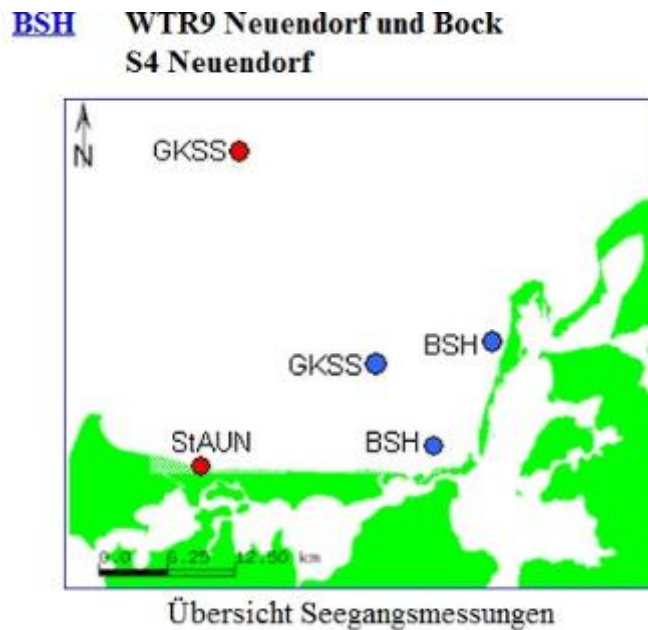 BSH WTR9 Neuendorf und Bock
S4 Neuendorf
N
GKSS
BSH
GKSS
StAUN
BSH
0.0 6.25 12.50 km
Übersicht Seegangsmessungen